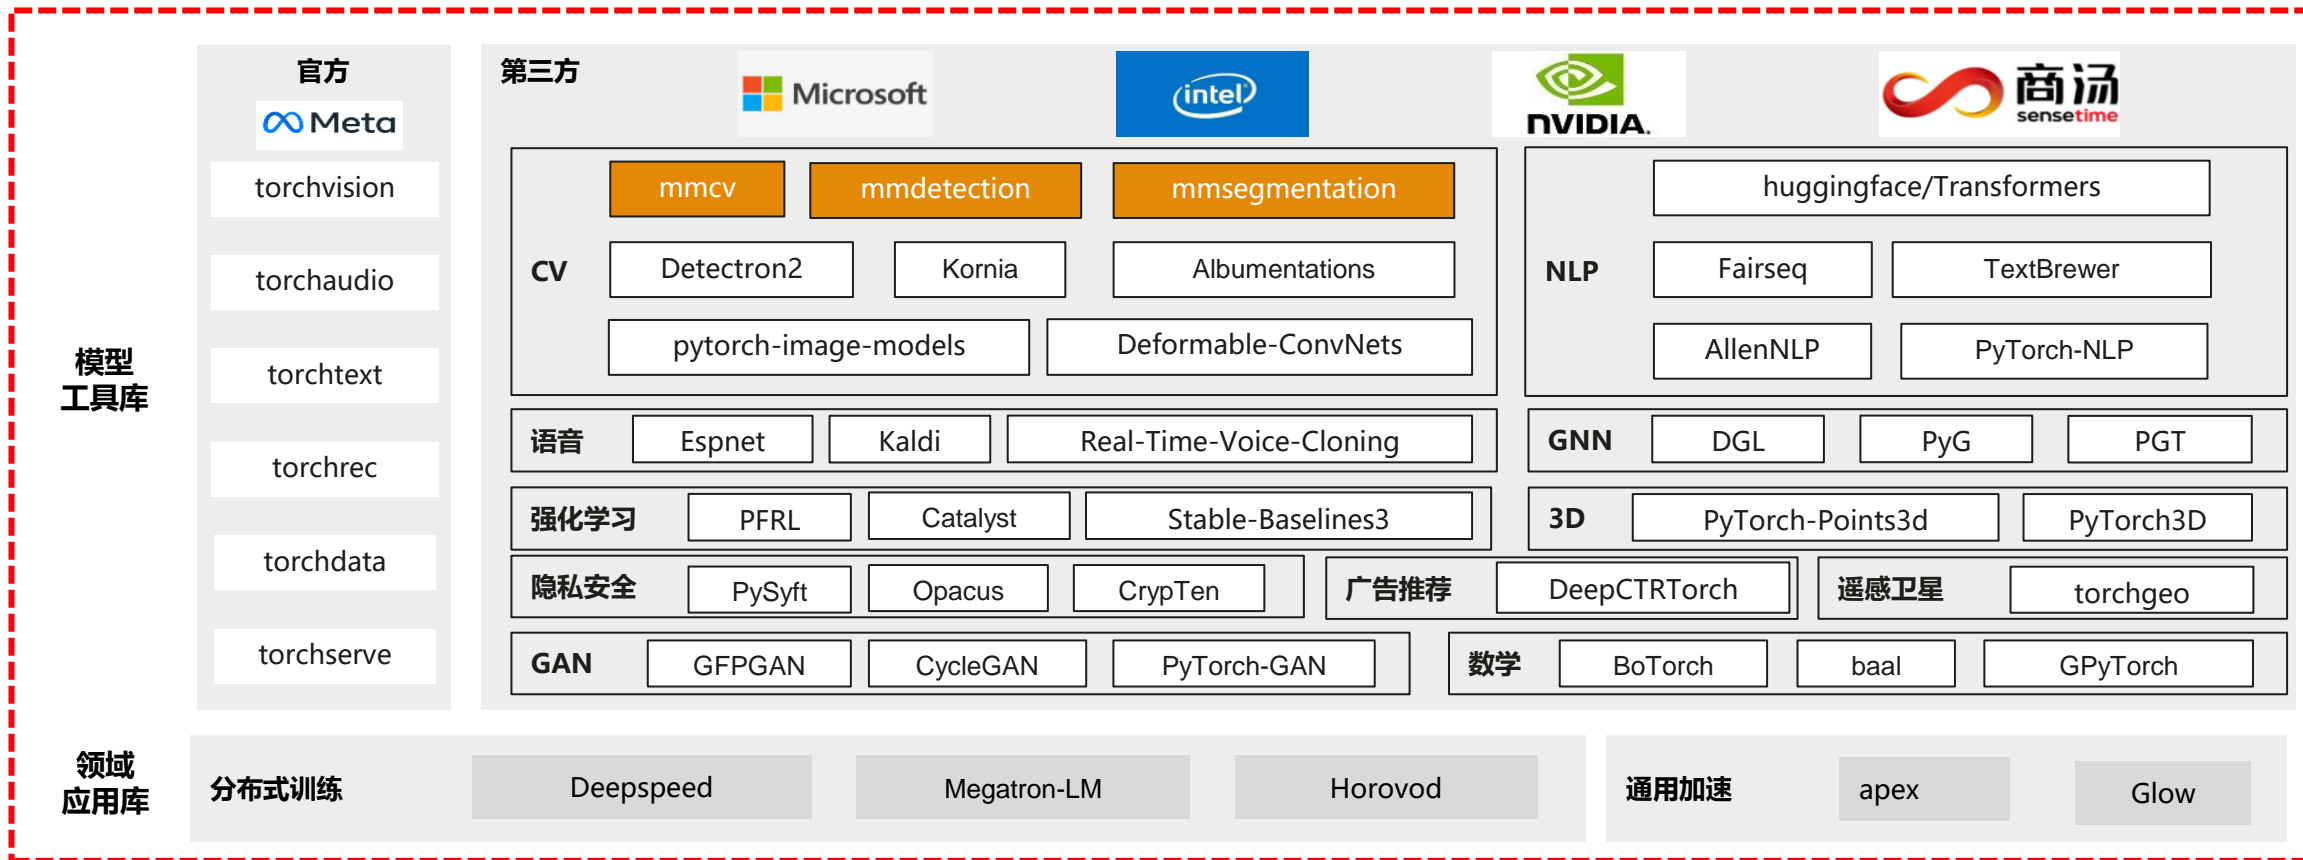 官方
Meta
torchvision
torchaudio
torchtext
torchrec
torchdata
torchserve
模型
工具库
第三方
Microsoft
intel
NVIDIA.
商汤
sensetime
CV
mmcv
mmdetection
mmsegmentation
Detectron2
Kornia
Albumentations
pytorch-image-models
Deformable-ConvNets
NLP
huggingface/Transformers
Fairseq
TextBrewer
AllenNLP
PyTorch-NLP
语音
Espnet
Kaldi
Real-Time-Voice-Cloning
GNN
DGL
PyG
PGT
强化学习
PFRL
Catalyst
Stable-Baselines3
3D
PyTorch-Points3d
PyTorch3D
隐私安全
PySyft
Opacus
CrypTen
广告推荐
DeepCTRTorch
遥感卫星
torchgeo
GAN
GFPGAN
CycleGAN
PyTorch-GAN
数学
BoTorch
baal
GPyTorch
领域
应用库
分布式训练
Deepspeed
Megatron-LM
Horovod
通用加速
apex
Glow